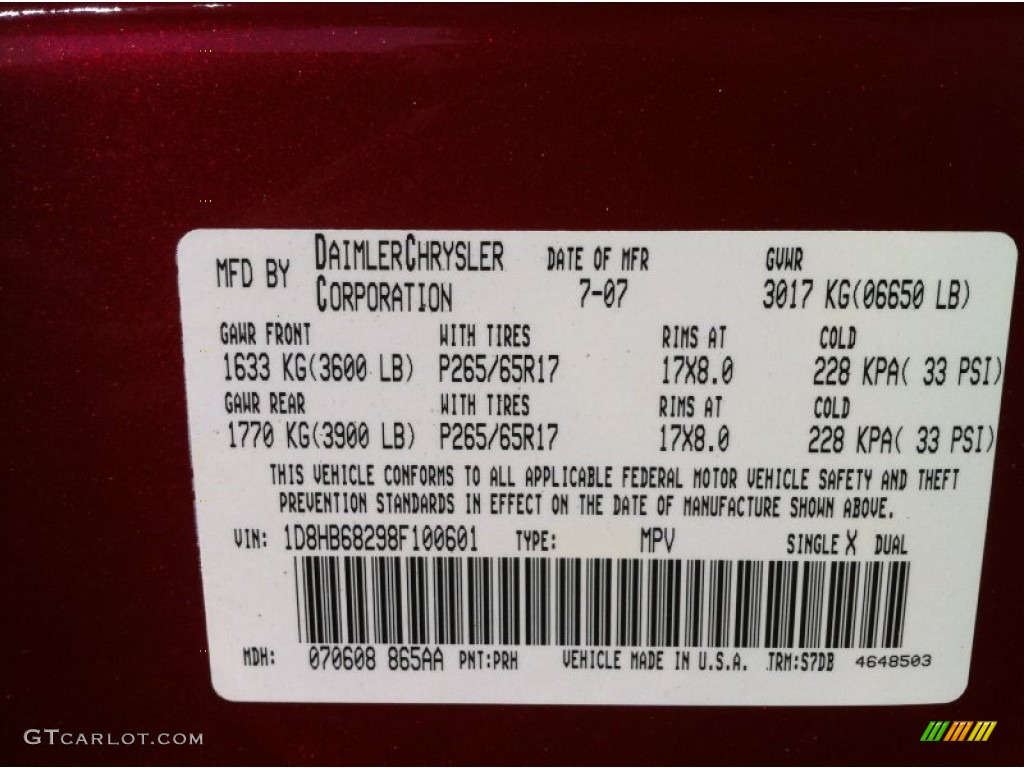 MFD BY DAIMLERCHRYSLER CORPORATION DATE OF MFR 7-07 GVWR 3017 KG(06650 LB)
GAWR FRONT WITH TIRES RIMS AT COLD
1633 KG(3600 LB) P265/65R17 17X8.0 228 KPA( 33 PSI)
GAWR REAR WITH TIRES RIMS AT COLD
1770 KG(3900 LB) P265/65R17 17X8.0 228 KPA( 33 PSI)
THIS VEHICLE CONFORMS TO ALL APPLICABLE FEDERAL MOTOR VEHICLE SAFETY AND THEFT
PREVENTION STANDARDS IN EFFECT ON THE DATE OF MANUFACTURE SHOWN ABOVE.
VIN: 1D8HB68298F100601 TYPE: MPV SINGLE X DUAL
MDH: 070608 865AA PNT:PRH VEHICLE MADE IN U.S.A. TRM:S7DB 4648503
GTCARLOT.COM